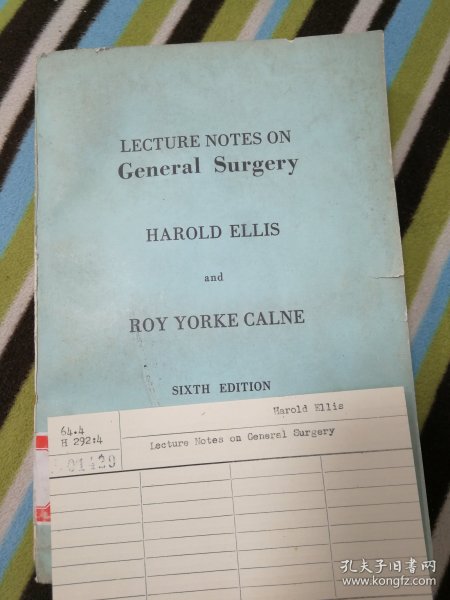 LECTURE NOTES ON
General Surgery
HAROLD ELLIS
and
ROY YORKE CALNE
SIXTH EDITION
64.4
H 292:4
Harold Ellis
Lecture Notes on General Surgery
01429
孔夫子旧书网
www.kongfz.com